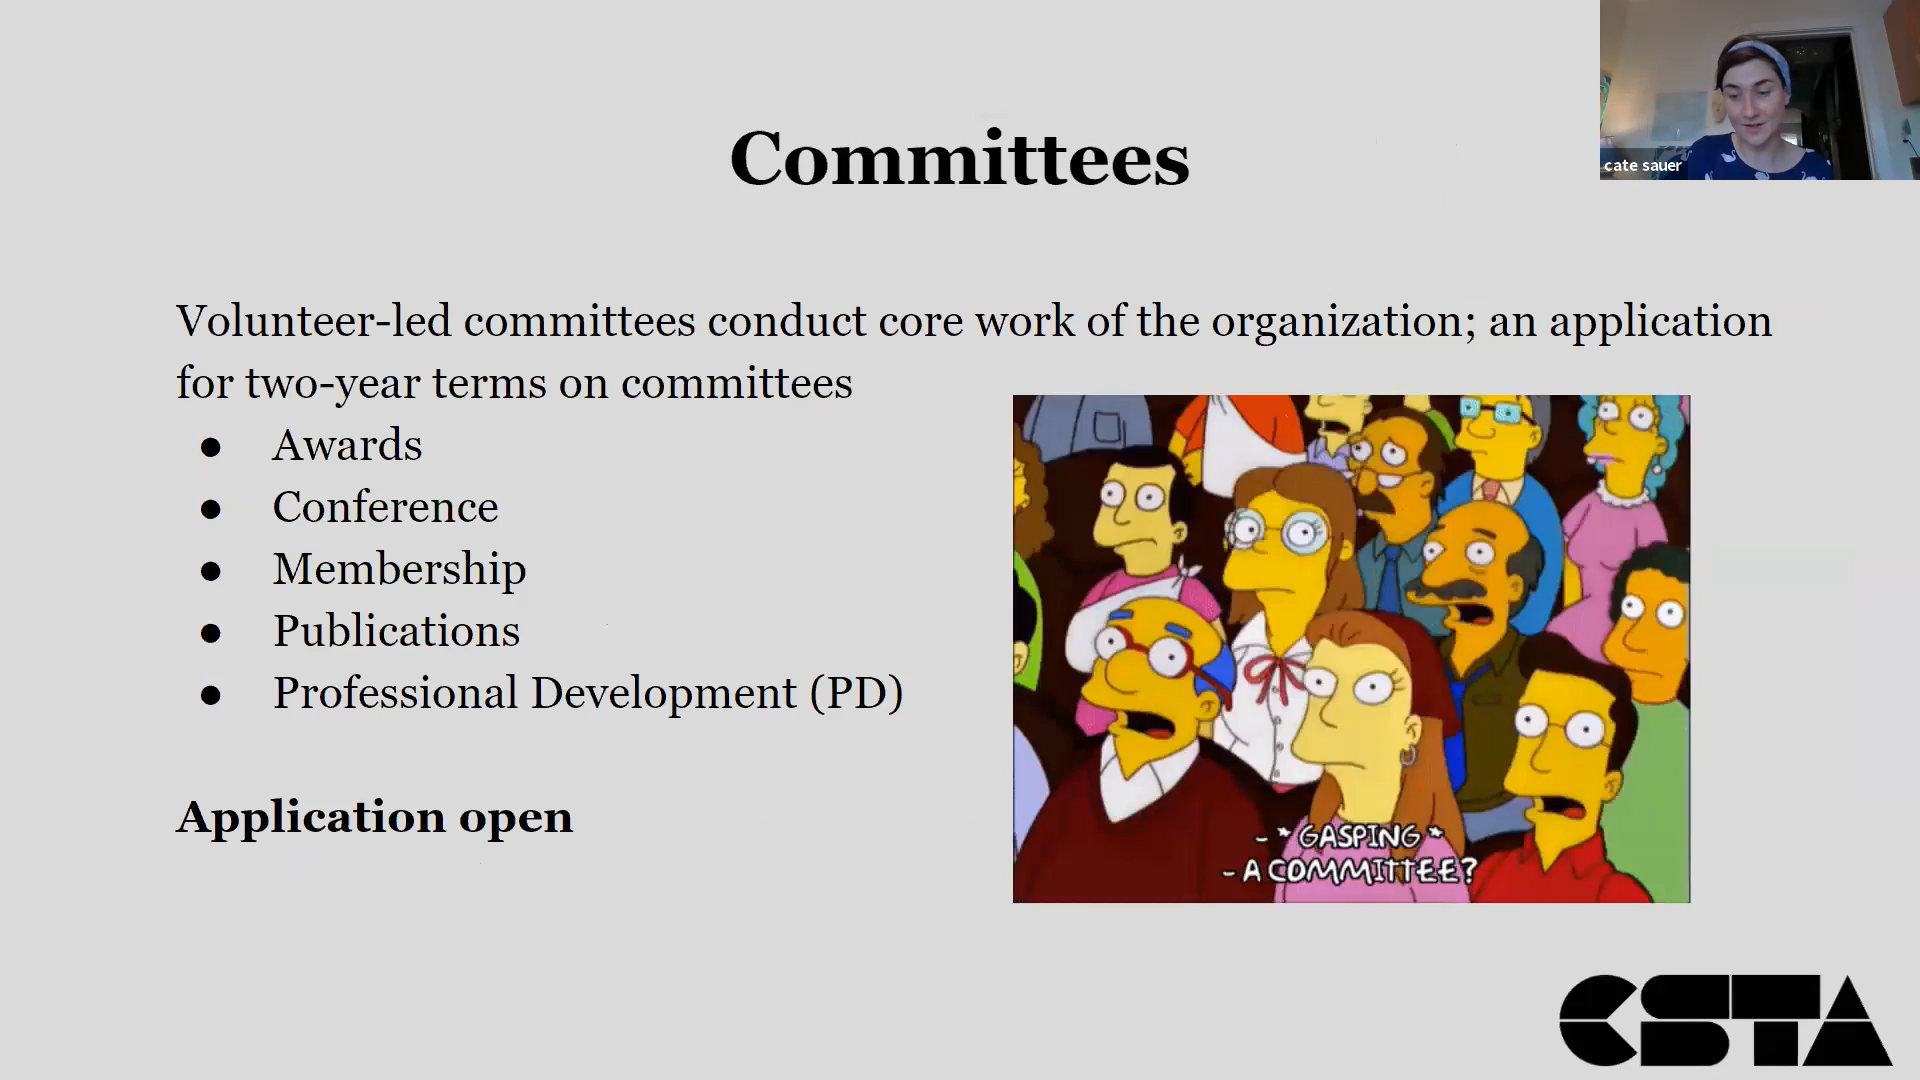 cate sauer
Committees
Volunteer-led committees conduct core work of the organization; an application
for two-year terms on committees
● Awards
● Conference
● Membership
● Publications
● Professional Development (PD)
Application open
- * GASPING *
- A COMMITTEE?
CSTA